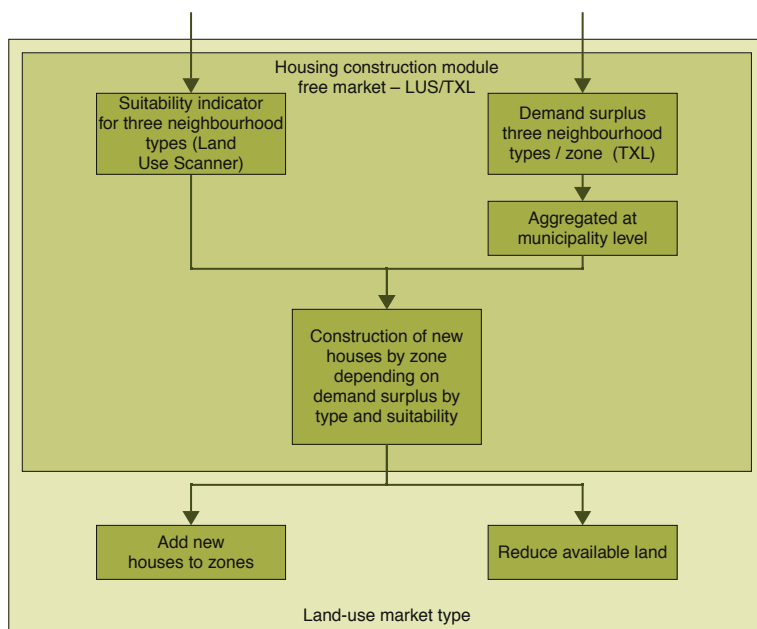 Housing construction module
free market – LUS/TXL
Suitability indicator
for three neighbourhood
types (Land
Use Scanner)
Demand surplus
three neighbourhood
types / zone (TXL)
Aggregated at
municipality level
Construction of new
houses by zone
depending on
demand surplus by
type and suitability
Add new
houses to zones
Reduce available land
Land-use market type